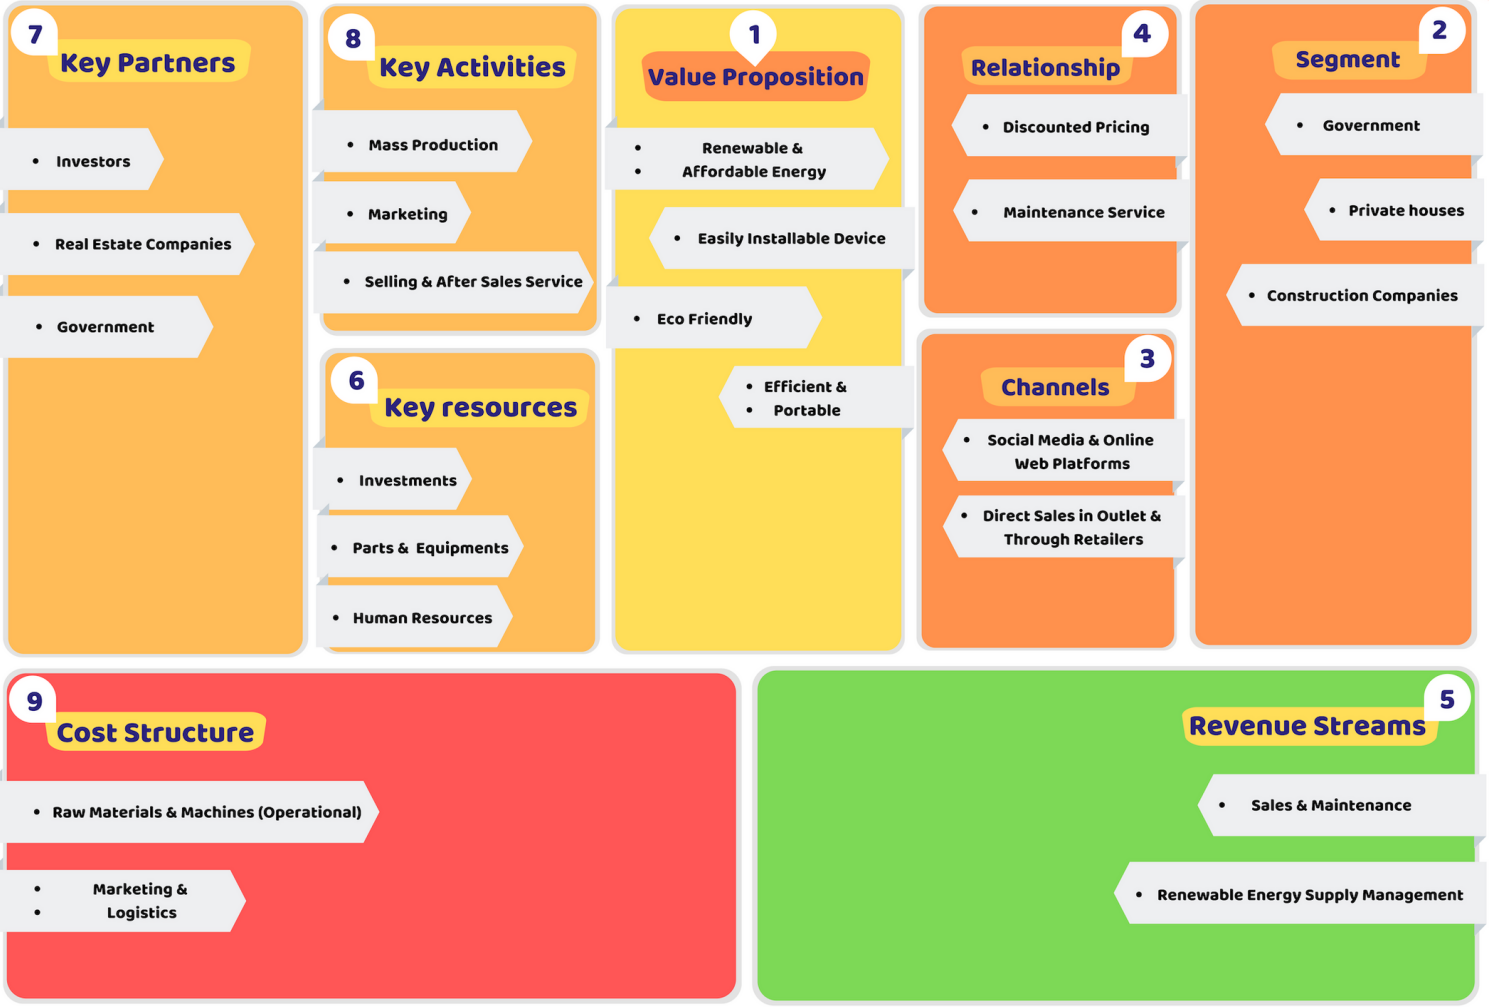 7
Key Partners
• Investors
• Real Estate Companies
• Government
8
Key Activities
• Mass Production
• Marketing
• Selling & After Sales Service
6
Key resources
• Investments
• Parts & Equipments
• Human Resources
1
Value Proposition
• Renewable &
• Affordable Energy
• Easily Installable Device
• Eco Friendly
• Efficient &
• Portable
4
Relationship
• Discounted Pricing
• Maintenance Service
3
Channels
• Social Media & Online
Web Platforms
• Direct Sales in Outlet &
Through Retailers
2
Segment
• Government
• Private houses
• Construction Companies
9
Cost Structure
• Raw Materials & Machines (Operational)
• Marketing &
• Logistics
5
Revenue Streams
• Sales & Maintenance
• Renewable Energy Supply Management